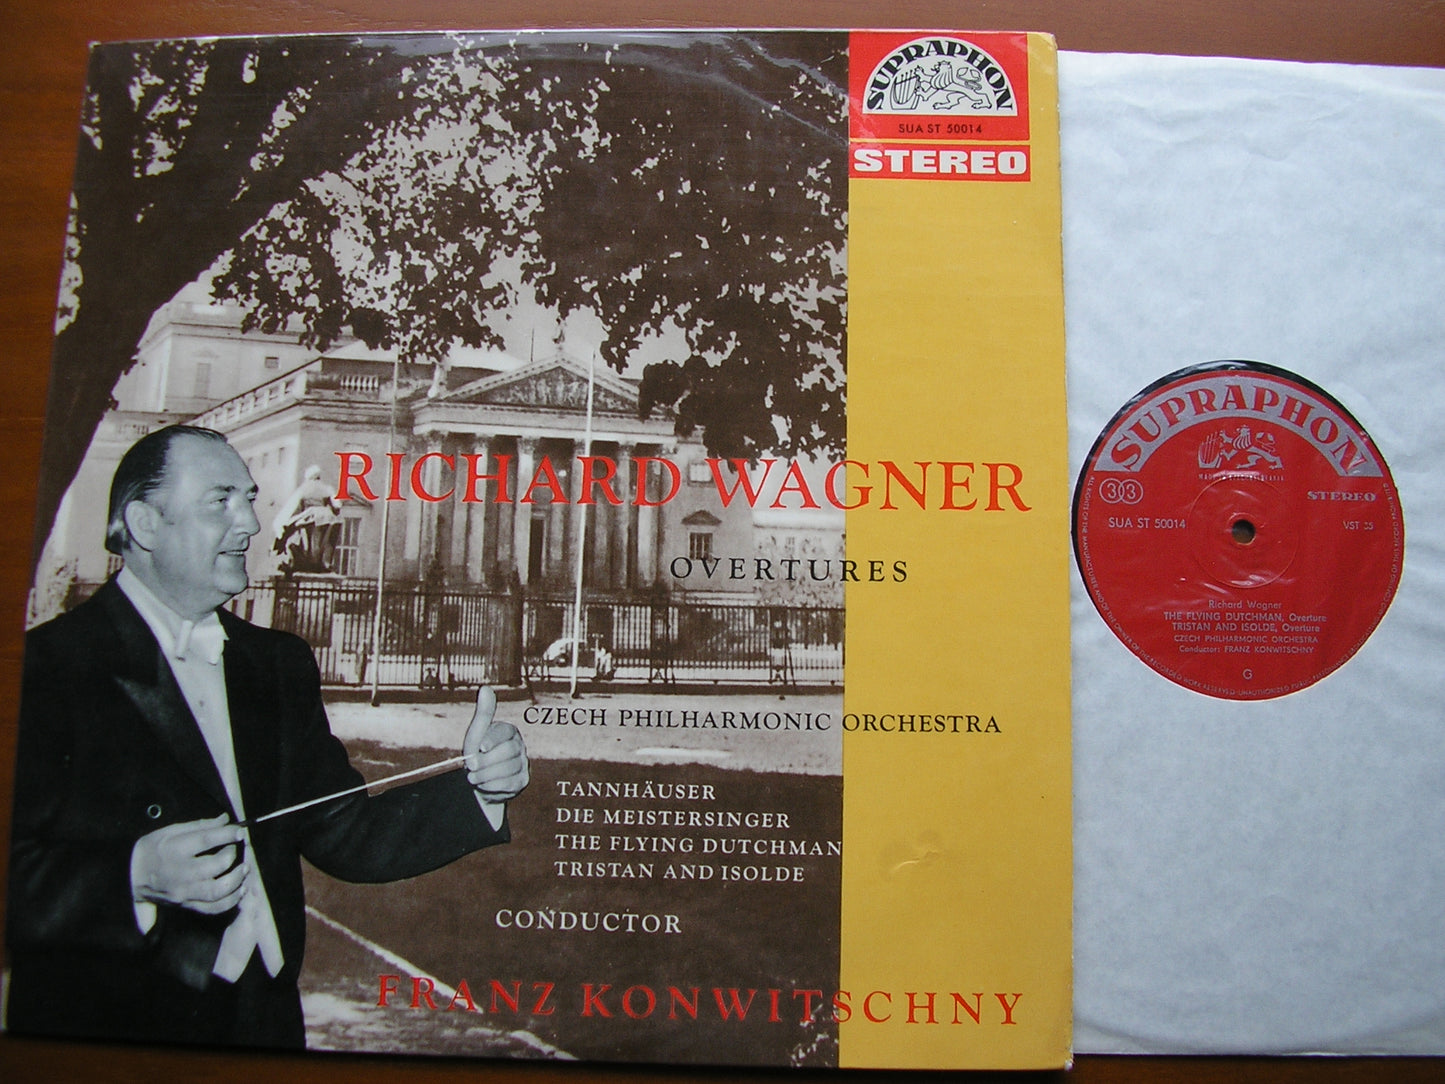 SUPRAPHON
SUA ST 50014
STEREO
RICHARD WAGNER
OVERTURES
CZECH PHILHARMONIC ORCHESTRA
TANNHÄUSER
DIE MEISTERSINGER
THE FLYING DUTCHMAN
TRISTAN AND ISOLDE
CONDUCTOR
FRANZ KONWITSCHNY
SUPRAPHON
33
STEREO
SUA ST 50014
VST 35
Richard Wagner
THE FLYING DUTCHMAN, Overture
TRISTAN AND ISOLDE, Overture
CZECH PHILHARMONIC ORCHESTRA
Conductor: FRANZ KONWITSCHNY
G